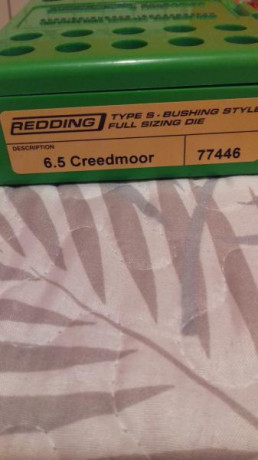 REDDING
TYPE S - BUSHING STYLE
FULL SIZING DIE
DESCRIPTION
6.5 Creedmoor
77446